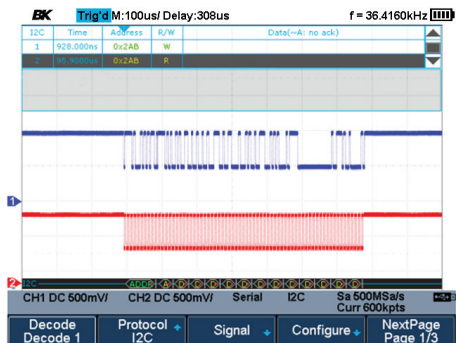 BK Trig'd M:100us/ Delay:308us f = 36.4160kHz
I2C Time Address R/W Data(~A: no ack)
1 928.000ns 0x2AB W
2 95.9000us 0x2AB R
1
2 I2C ADDR A D D D D D D D D D D D
CH1 DC 500mV/ CH2 DC 500mV/ Serial I2C Sa 500MSa/s
Curr 600kpts
Decode Protocol Signal Configure NextPage
Decode 1 I2C Page 1/3